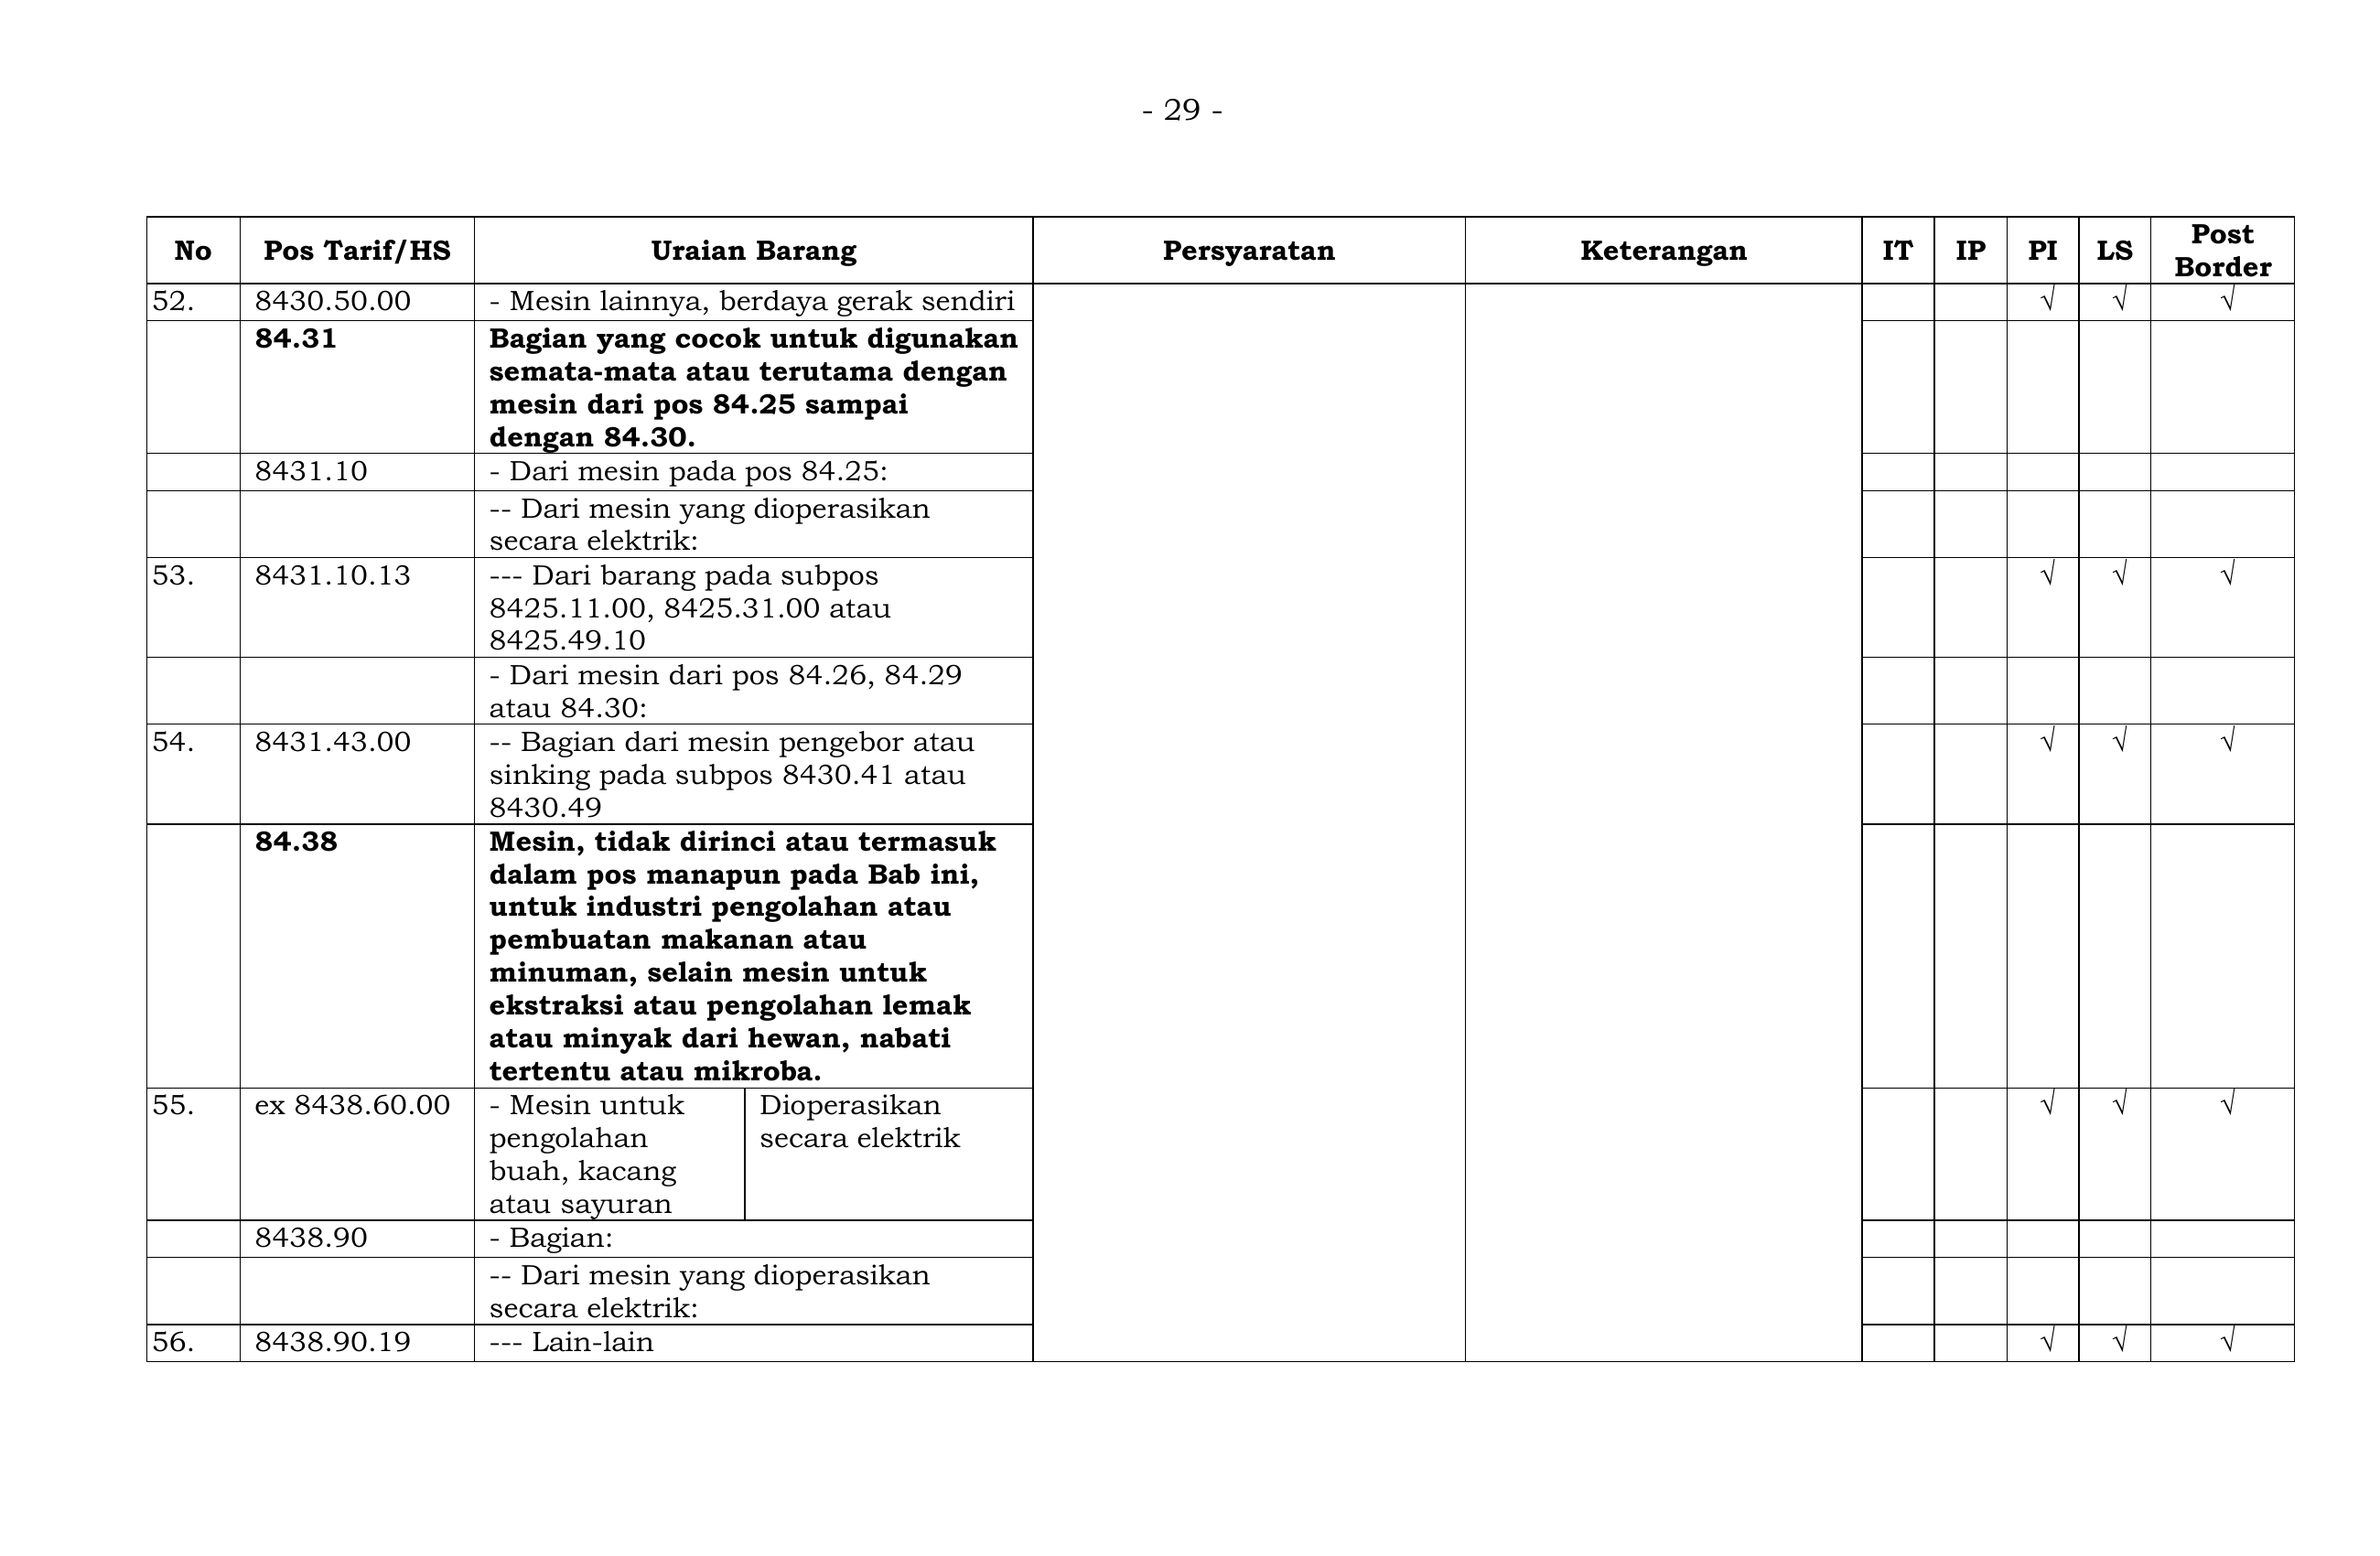 - 29 -
No Pos Tarif/HS Uraian Barang Persyaratan Keterangan IT IP PI LS Post Border
52. 8430.50.00 - Mesin lainnya, berdaya gerak sendiri √ √ √
84.31 Bagian yang cocok untuk digunakan
semata-mata atau terutama dengan
mesin dari pos 84.25 sampai
dengan 84.30.
8431.10 - Dari mesin pada pos 84.25:
-- Dari mesin yang dioperasikan
secara elektrik:
53. 8431.10.13 --- Dari barang pada subpos √ √ √
8425.11.00, 8425.31.00 atau
8425.49.10
- Dari mesin dari pos 84.26, 84.29
atau 84.30:
54. 8431.43.00 -- Bagian dari mesin pengebor atau √ √ √
sinking pada subpos 8430.41 atau
8430.49
84.38 Mesin, tidak dirinci atau termasuk
dalam pos manapun pada Bab ini,
untuk industri pengolahan atau
pembuatan makanan atau
minuman, selain mesin untuk
ekstraksi atau pengolahan lemak
atau minyak dari hewan, nabati
tertentu atau mikroba.
55. ex 8438.60.00 - Mesin untuk Dioperasikan √ √ √
pengolahan secara elektrik
buah, kacang
atau sayuran
8438.90 - Bagian:
-- Dari mesin yang dioperasikan
secara elektrik:
56. 8438.90.19 --- Lain-lain √ √ √